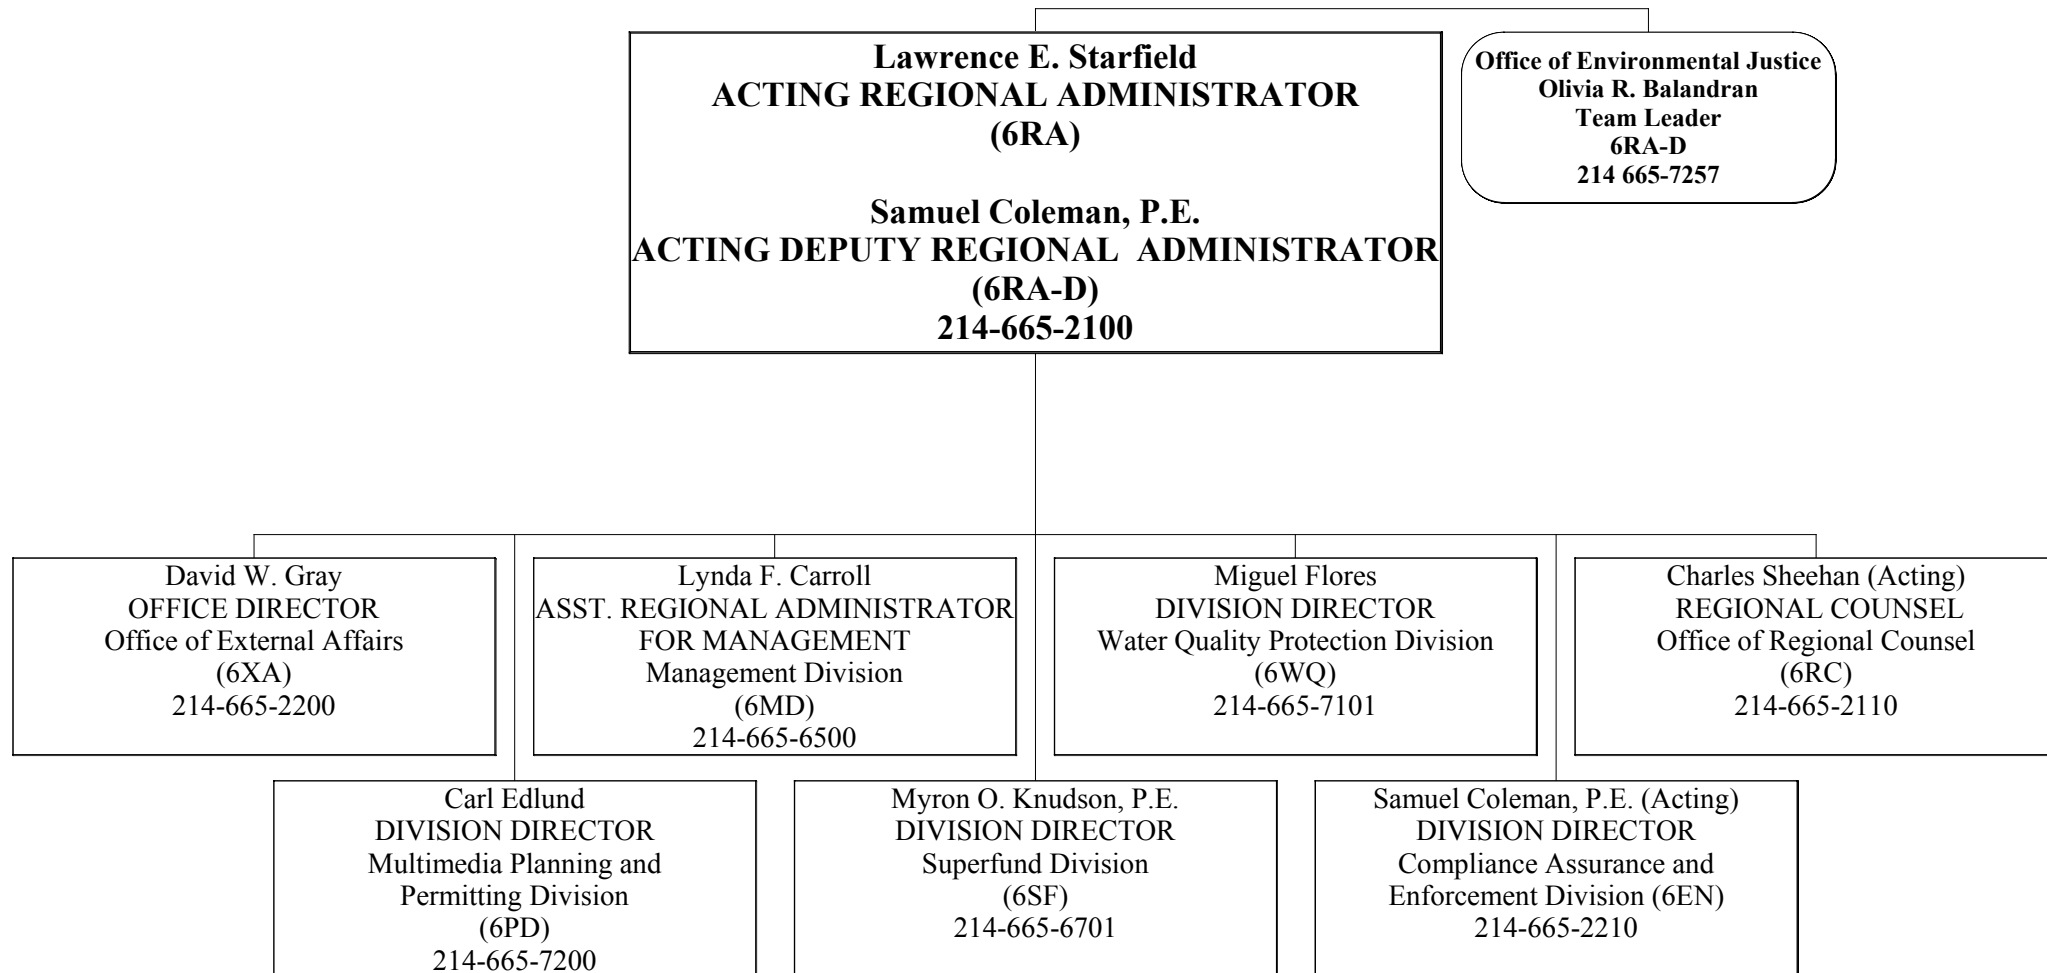 Lawrence E. Starfield
ACTING REGIONAL ADMINISTRATOR
(6RA)
Samuel Coleman, P.E.
ACTING DEPUTY REGIONAL  ADMINISTRATOR
(6RA-D)
214-665-2100
Office of Environmental Justice
Olivia R. Balandran
Team Leader
6RA-D
214 665-7257
David W. Gray
OFFICE DIRECTOR
Office of External Affairs
(6XA)
214-665-2200
Lynda F. Carroll
ASST. REGIONAL ADMINISTRATOR
FOR MANAGEMENT
Management Division
(6MD)
214-665-6500
Miguel Flores
DIVISION DIRECTOR
Water Quality Protection Division
(6WQ)
214-665-7101
Charles Sheehan (Acting)
REGIONAL COUNSEL
Office of Regional Counsel
(6RC)
214-665-2110
Carl Edlund
DIVISION DIRECTOR
Multimedia Planning and
Permitting Division
(6PD)
214-665-7200
Myron O. Knudson, P.E.
DIVISION DIRECTOR
Superfund Division
(6SF)
214-665-6701
Samuel Coleman, P.E. (Acting)
DIVISION DIRECTOR
Compliance Assurance and
Enforcement Division (6EN)
214-665-2210